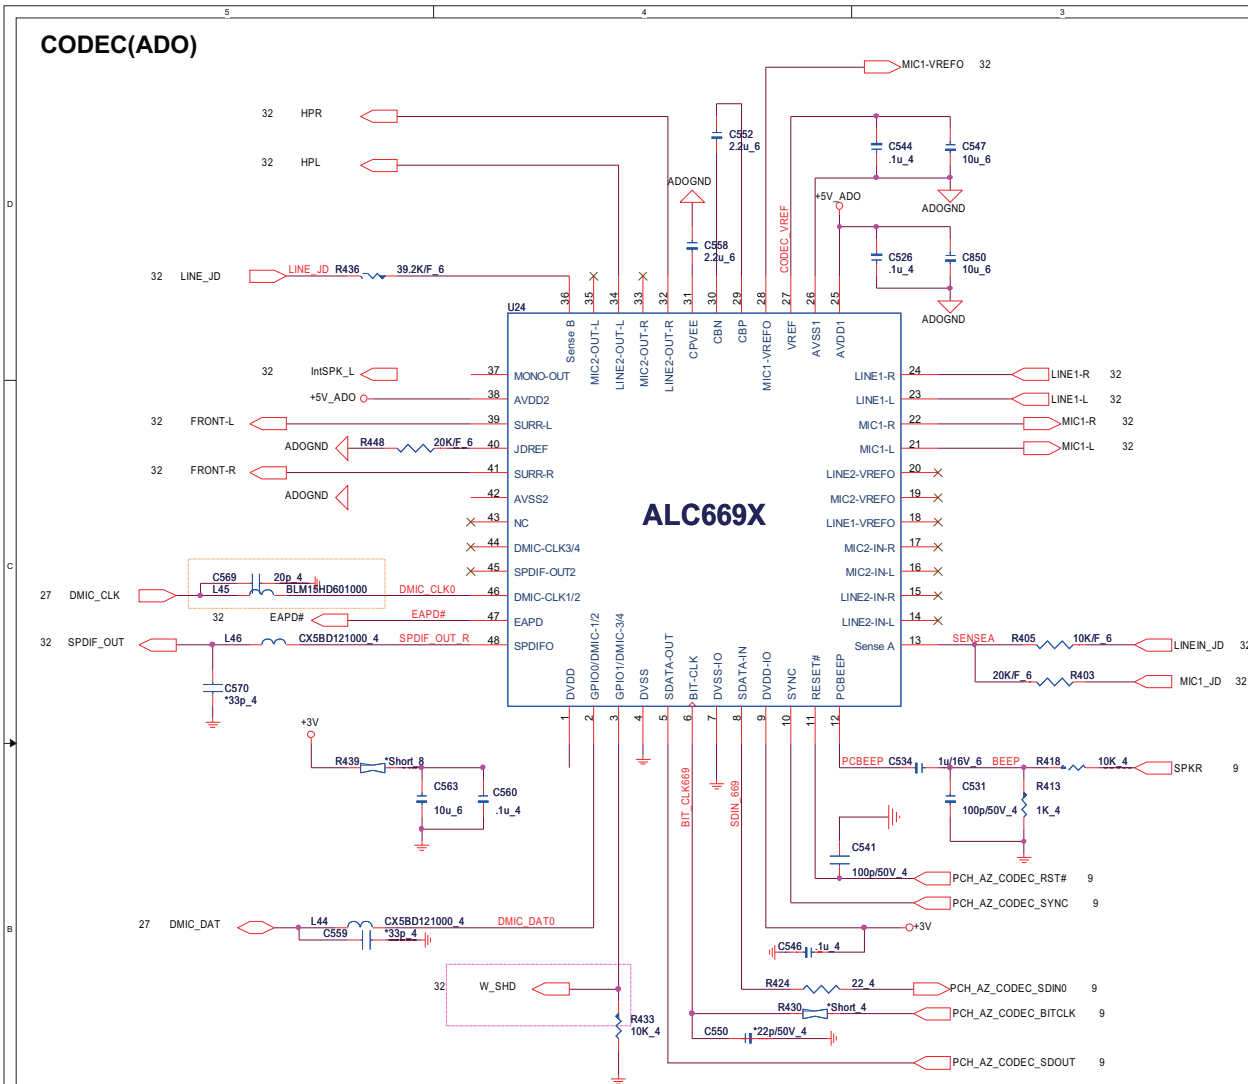 5 4 3
CODEC(ADO)
MIC1-VREFO 32
32 HPR
C552
2.2u_6
C544
.1u_4
C547
10u_6
32 HPL
ADOGND
+5V_ADO
ADOGND
D
CODEC_VREF
C558
2.2u_6
C526
.1u_4
C850
10u_6
32 LINE_JD
LINE_JD
R436 39.2K/F_6
ADOGND
U24
36 35 34 33 32 31 30 29 28 27 26 25
Sense B
MIC2-OUT-L
LINE2-OUT-L
MIC2-OUT-R
LINE2-OUT-R
CPVEE
CBN
CBP
MIC1-VREFO
VREF
AVSS1
AVDD1
32 IntSPK_L
37 MONO-OUT
LINE1-R 24
LINE1-R 32
+5V_ADO
38 AVDD2
LINE1-L 23
LINE1-L 32
32 FRONT-L
39 SURR-L
MIC1-R 22
MIC1-R 32
ADOGND
R448 20K/F_6
40 JDREF
MIC1-L 21
MIC1-L 32
32 FRONT-R
41 SURR-R
LINE2-VREFO 20
ADOGND
42 AVSS2
MIC2-VREFO 19
ALC669X
43 NC
LINE1-VREFO 18
44 DMIC-CLK3/4
MIC2-IN-R 17
C
45 SPDIF-OUT2
MIC2-IN-L 16
C569 20p_4
27 DMIC_CLK
L45 BLM15HD601000
DMIC_CLK0
46 DMIC-CLK1/2
LINE2-IN-R 15
32 EAPD#
EAPD#
47 EAPD
LINE2-IN-L 14
32 SPDIF_OUT
L46 CX5BD121000_4
SPDIF_OUT_R
48 SPDIFO
Sense A 13
SENSEA
R405 10K/F_6
LINEIN_JD 32
20K/F_6 R403
MIC1_JD 32
C570
*33p_4
DVDD
GPIO0/DMIC-1/2
GPIO1/DMIC-3/4
DVSS
SDATA-OUT
BIT-CLK
DVSS-IO
SDATA-IN
DVDD-IO
SYNC
RESET#
PCBEEP
1 2 3 4 5 6 7 8 9 10 11 12
+3V
R439 *Short_8
C563
10u_6
C560
.1u_4
BIT_CLK669
SDIN_669
PCBEEP
C534 1u/16V_6
BEEP
R418 10K_4
SPKR 9
C531
100p/50V_4
R413
1K_4
C541
100p/50V_4
PCH_AZ_CODEC_RST# 9
PCH_AZ_CODEC_SYNC 9
B
27 DMIC_DAT
L44 CX5BD121000_4
DMIC_DAT0
C559 *33p_4
+3V
C546 .1u_4
32 W_SHD
R424 22_4
PCH_AZ_CODEC_SDIN0 9
R433
10K_4
R430 *Short_4
PCH_AZ_CODEC_BITCLK 9
C550 *22p/50V_4
PCH_AZ_CODEC_SDOUT 9